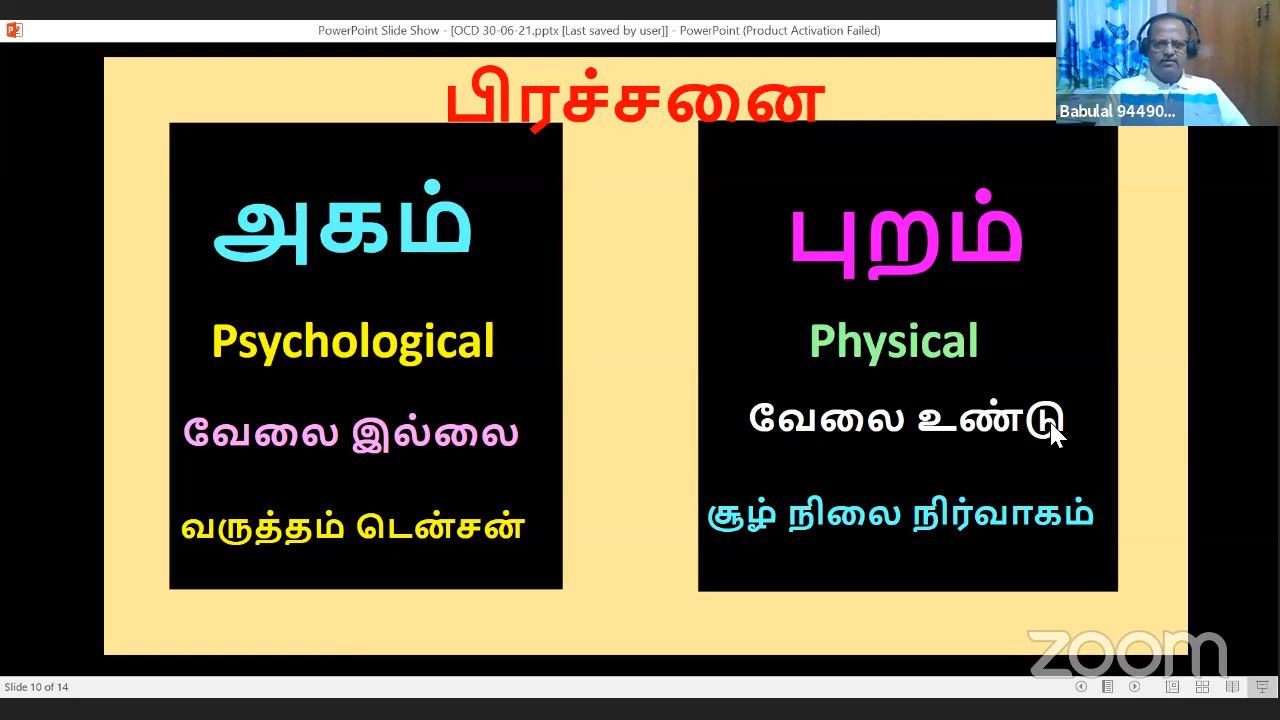 PowerPoint Slide Show - [OCD 30-06-21.pptx [Last saved by user]] - PowerPoint (Product Activation Failed)
பிரச்சனை
அகம்
Psychological
வேலை இல்லை
வருத்தம் டென்சன்
புறம்
Physical
வேலை உண்டு
சூழ் நிலை நிர்வாகம்
Babulal 94490...
zoom
Slide 10 of 14